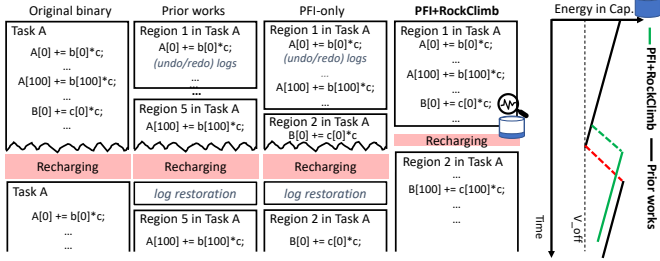 Original binary
Task A
A[0] += b[0]*c;
...
A[100] += b[100]*c;
B[0] += c[0]*c;
...
Recharging
Task A
A[0] += b[0]*c;
...
...
Prior works
Region 1 in Task A
A[0] += b[0]*c;
(undo/redo) logs
...
...
Region 5 in Task A
A[100] += b[100]*c;
Recharging
log restoration
Region 5 in Task A
A[100] += b[100]*c;
PFI-only
Region 1 in Task A
A[0] += b[0]*c;
(undo/redo) logs
...
A[100] += b[100]*c;
Region 2 in Task A
B[0] += c[0]*c
Recharging
log restoration
Region 2 in Task A
B[0] += c[0]*c;
PFI+RockClimb
Region 1 in Task A
A[0] += b[0]*c;
...
A[100] += b[100]*c;
B[0] += c[0]*c;
...
Recharging
Region 2 in Task A
...
B[100] += c[100]*c;
...
...
Energy in Cap.
Time
V_off
PFI+RockClimb
Prior works